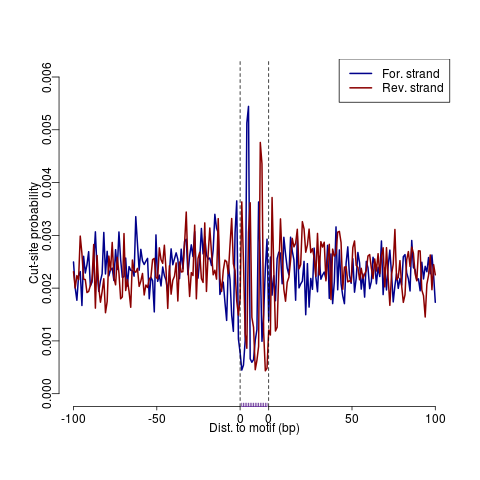 For. strand
Rev. strand
Cut-site probability
0.006
0.005
0.004
0.003
0.002
0.001
0.000
-100 -50 0 0 50 100
Dist. to motif (bp)